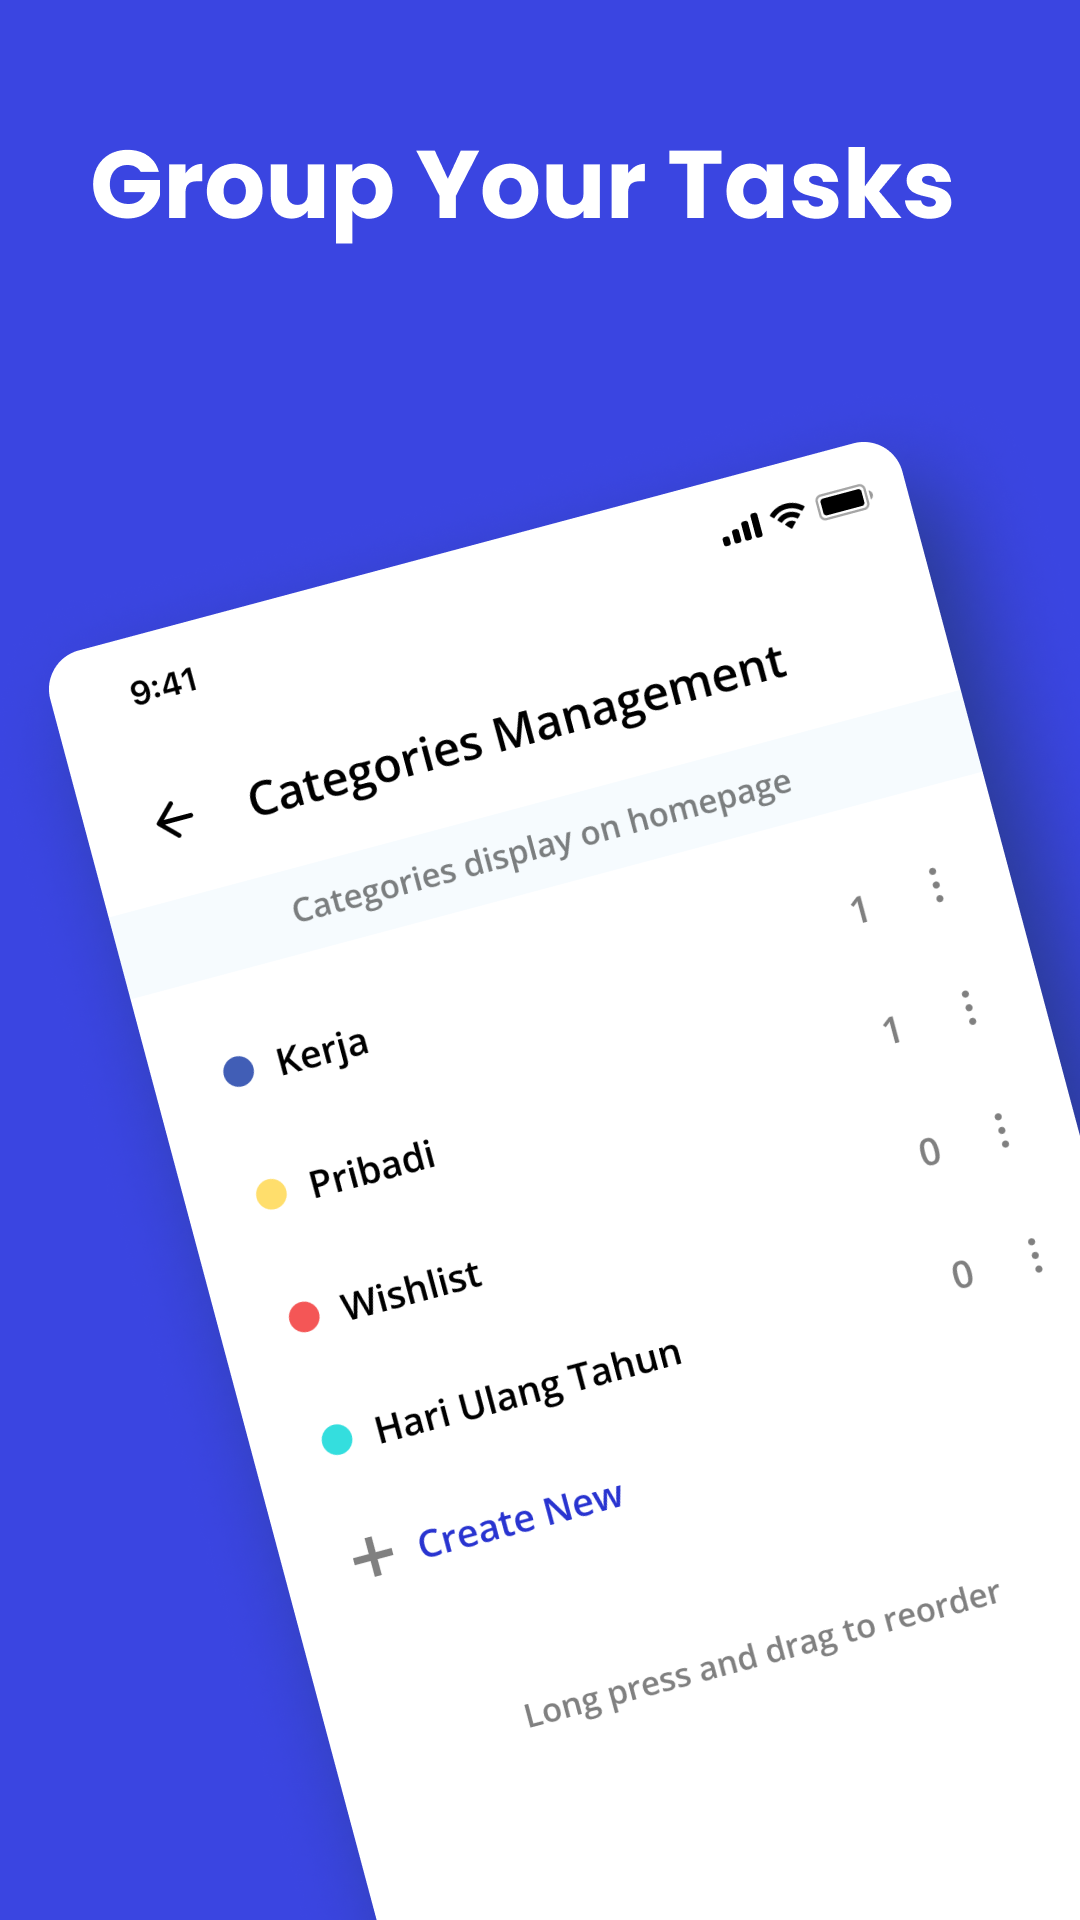 Group Your Tasks
9:41
Categories Management
Categories display on homepage
Kerja 1
Pribadi 1
Wishlist 0
Hari Ulang Tahun 0
Create New
Long press and drag to reorder